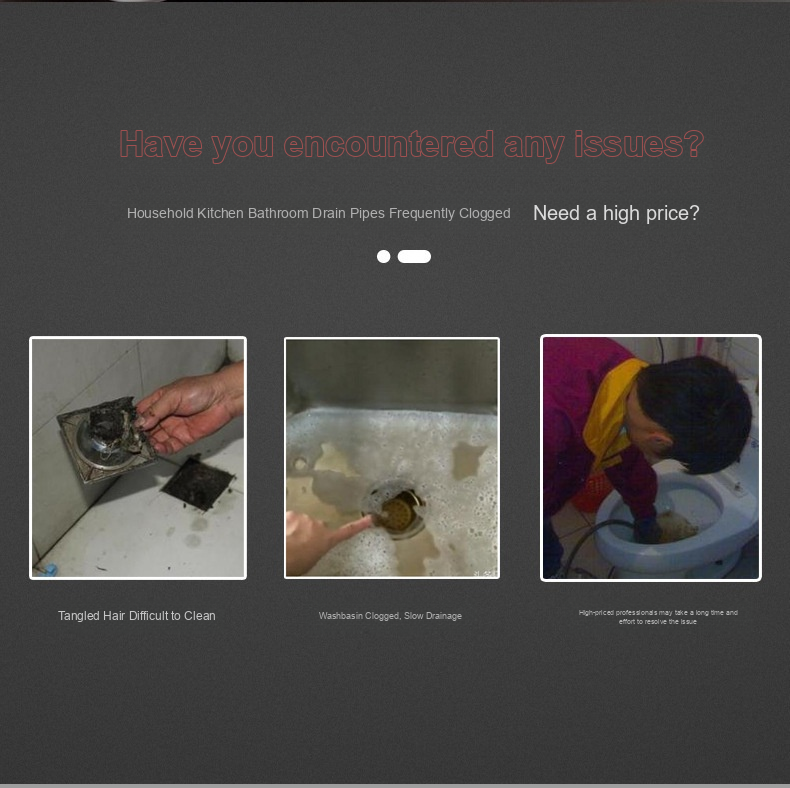 Have you encountered any issues?
Household Kitchen Bathroom Drain Pipes Frequently Clogged
Need a high price?
Tangled Hair Difficult to Clean
Washbasin Clogged, Slow Drainage
High-priced professionals may take a long time and
effort to resolve the issue